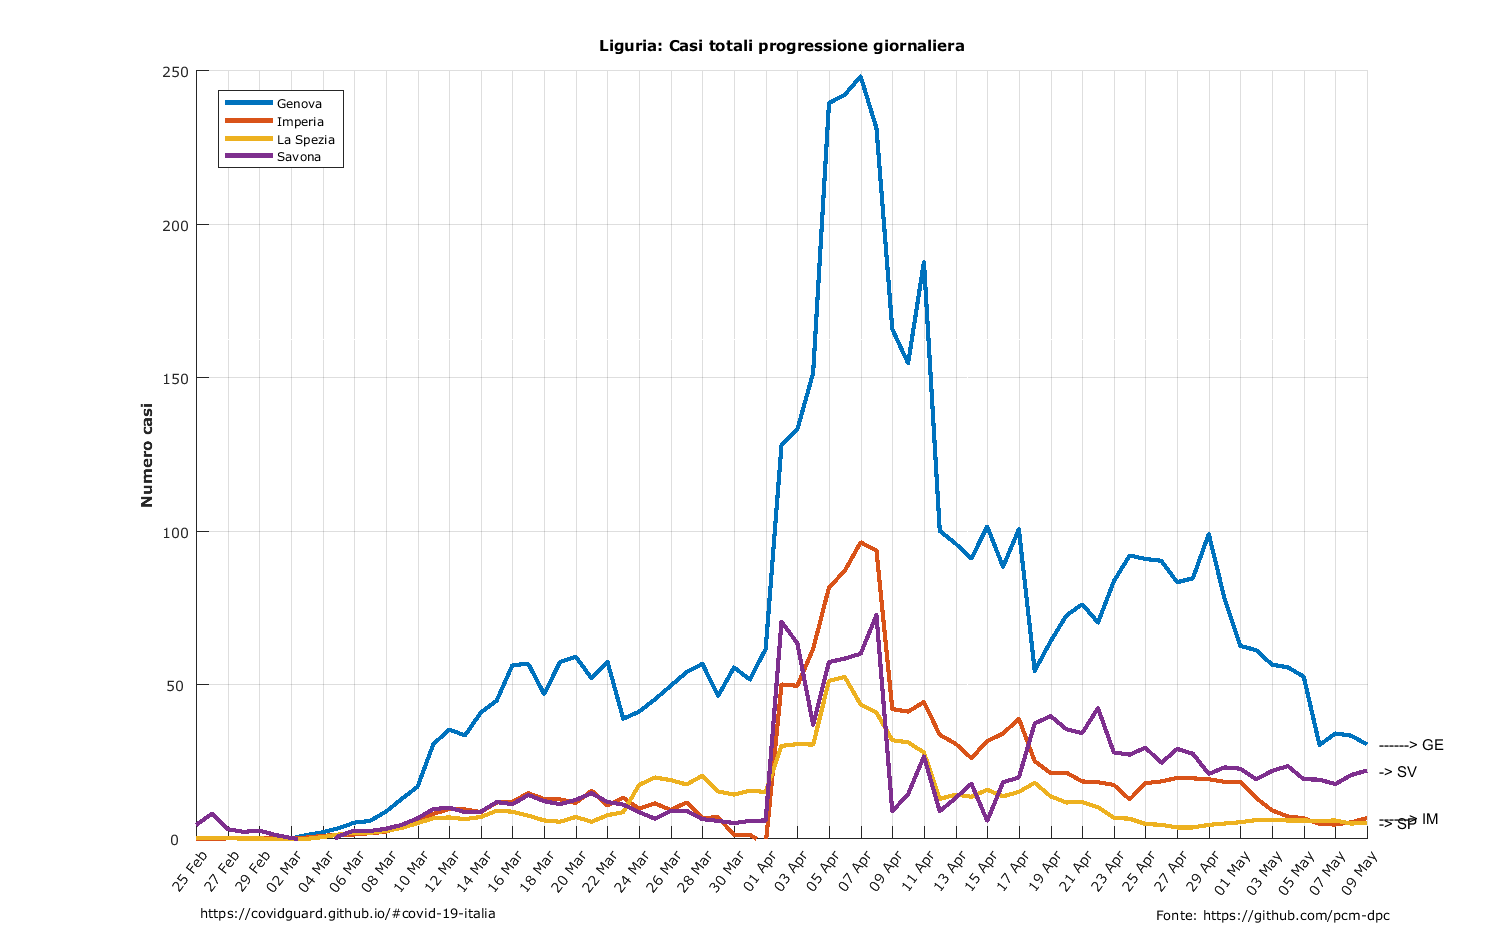 Liguria: Casi totali progressione giornaliera
250
200
150
100
50
0
Numero casi
Genova
Imperia
La Spezia
Savona
------> GE
-> SV
------> IM
-> SP
25 Feb
27 Feb
29 Feb
02 Mar
04 Mar
06 Mar
08 Mar
10 Mar
12 Mar
14 Mar
16 Mar
18 Mar
20 Mar
22 Mar
24 Mar
26 Mar
28 Mar
30 Mar
01 Apr
03 Apr
05 Apr
07 Apr
09 Apr
11 Apr
13 Apr
15 Apr
17 Apr
19 Apr
21 Apr
23 Apr
25 Apr
27 Apr
29 Apr
01 May
03 May
05 May
07 May
09 May
https://covidguard.github.io/#covid-19-italia
Fonte: https://github.com/pcm-dpc